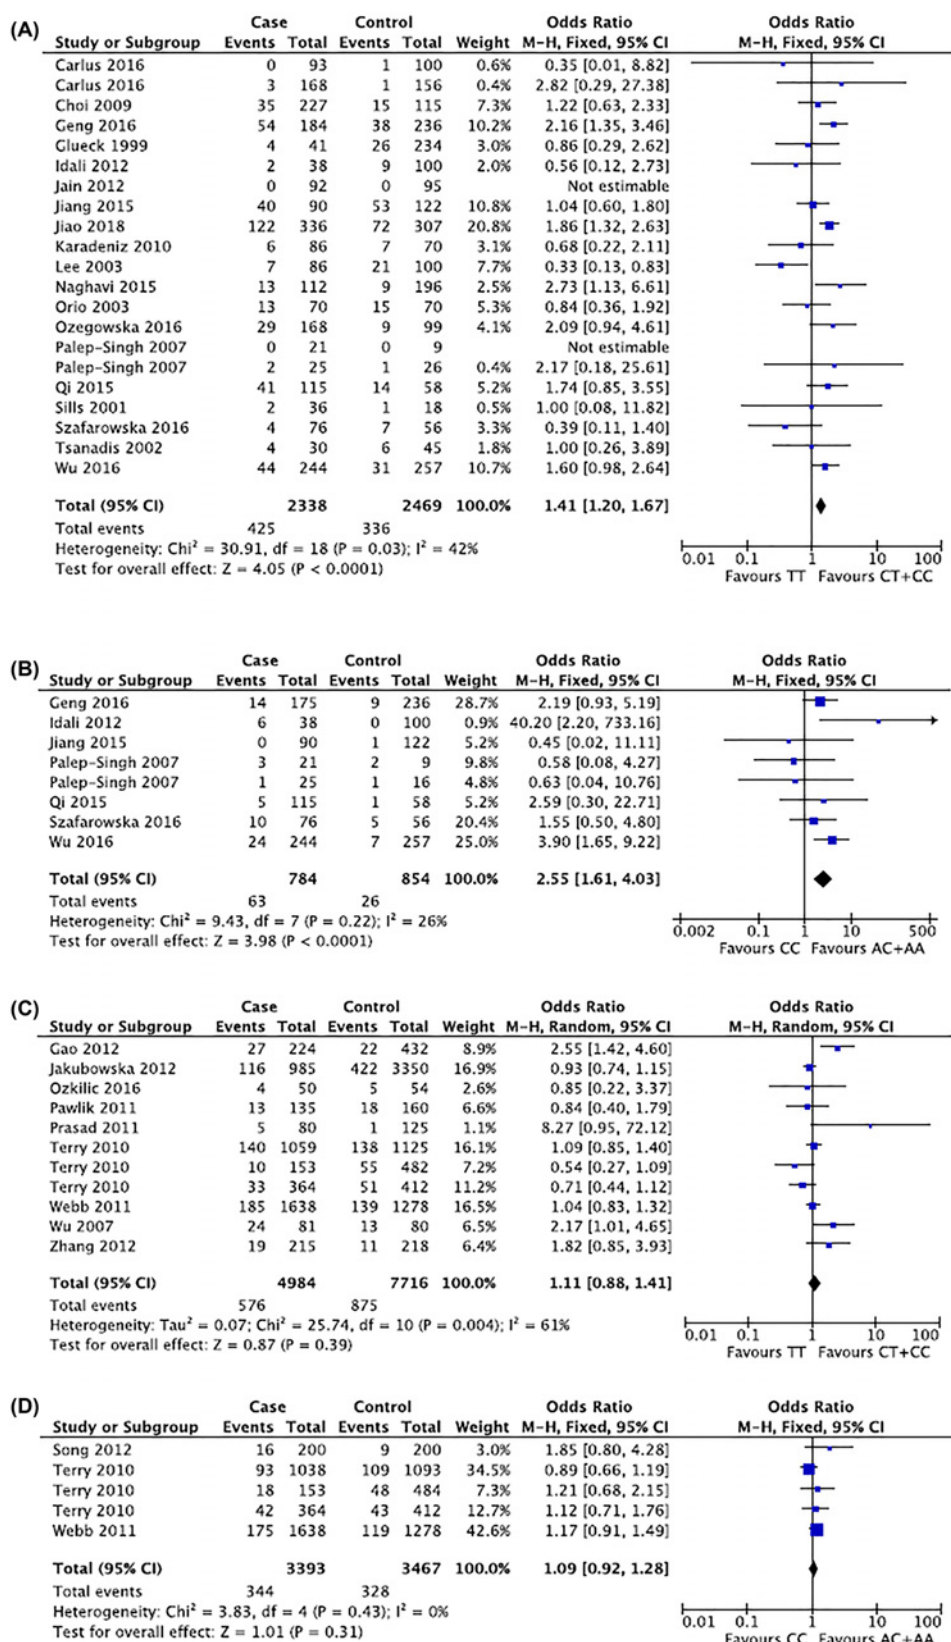 (A) Case Control Odds Ratio Odds Ratio
Study or Subgroup Events Total Events Total Weight M-H, Fixed, 95% CI M-H, Fixed, 95% CI
Carlus 2016 0 93 1 100 0.6% 0.35 [0.01, 8.82]
Carlus 2016 3 168 1 156 0.4% 2.82 [0.29, 27.38]
Choi 2009 35 227 15 115 7.3% 1.22 [0.63, 2.33]
Geng 2016 54 184 38 236 10.2% 2.16 [1.35, 3.46]
Glueck 1999 4 41 26 234 3.0% 0.86 [0.29, 2.62]
Idali 2012 2 38 9 100 2.0% 0.56 [0.12, 2.73]
Jain 2012 0 92 0 95 Not estimable
Jiang 2015 40 90 53 122 10.8% 1.04 [0.60, 1.80]
Jiao 2018 122 336 72 307 20.8% 1.86 [1.32, 2.63]
Karadeniz 2010 6 86 7 70 3.1% 0.68 [0.22, 2.11]
Lee 2003 7 86 21 100 7.7% 0.33 [0.13, 0.83]
Naghavi 2015 13 112 9 196 2.5% 2.73 [1.13, 6.61]
Orio 2003 13 70 15 70 5.3% 0.84 [0.36, 1.92]
Ozegowska 2016 29 168 9 99 4.1% 2.09 [0.94, 4.61]
Palep-Singh 2007 0 21 0 9 Not estimable
Palep-Singh 2007 2 25 1 26 0.4% 2.17 [0.18, 25.61]
Qi 2015 41 115 14 58 5.2% 1.74 [0.85, 3.55]
Sills 2001 2 36 1 18 0.5% 1.00 [0.08, 11.82]
Szafarowska 2016 4 76 7 56 3.0% 0.39 [0.11, 1.40]
Tsanadis 2002 4 30 6 45 1.8% 1.00 [0.26, 3.89]
Wu 2016 44 244 31 257 10.7% 1.60 [0.98, 2.64]
Total (95% CI) 2338 2469 100.0% 1.41 [1.20, 1.67]
Total events 425 336
Heterogeneity: Chi² = 30.91, df = 18 (P = 0.03); I² = 42%
Test for overall effect: Z = 4.05 (P < 0.0001)
0.01 0.1 1 10 100
Favours TT Favours CT+CC
(B) Case Control Odds Ratio Odds Ratio
Study or Subgroup Events Total Events Total Weight M-H, Fixed, 95% CI M-H, Fixed, 95% CI
Geng 2016 14 175 9 236 28.7% 2.19 [0.93, 5.19]
Idali 2012 6 38 0 100 0.9% 40.20 [2.20, 733.16]
Jiang 2015 0 90 1 122 5.2% 0.45 [0.02, 11.11]
Palep-Singh 2007 3 21 2 9 9.8% 0.58 [0.08, 4.27]
Palep-Singh 2007 1 25 1 16 4.8% 0.63 [0.04, 10.76]
Qi 2015 5 115 1 58 5.2% 2.59 [0.30, 22.71]
Szafarowska 2016 10 76 5 56 20.4% 1.55 [0.50, 4.80]
Wu 2016 24 244 7 257 25.0% 3.90 [1.65, 9.22]
Total (95% CI) 784 854 100.0% 2.55 [1.61, 4.03]
Total events 63 26
Heterogeneity: Chi² = 9.43, df = 7 (P = 0.22); I² = 26%
Test for overall effect: Z = 3.98 (P < 0.0001)
0.002 0.1 1 10 500
Favours CC Favours AC+AA
(C) Case Control Odds Ratio Odds Ratio
Study or Subgroup Events Total Events Total Weight M-H, Random, 95% CI M-H, Random, 95% CI
Gao 2012 27 224 22 432 8.9% 2.55 [1.42, 4.60]
Jakubowska 2012 116 985 422 3350 16.9% 0.93 [0.74, 1.15]
Ozkilic 2016 4 50 5 54 2.6% 0.85 [0.22, 3.37]
Pawlik 2011 13 135 18 160 6.6% 0.84 [0.40, 1.79]
Prasad 2011 5 80 1 125 1.1% 8.27 [0.95, 72.12]
Terry 2010 140 1059 138 1125 16.1% 1.09 [0.85, 1.40]
Terry 2010 10 153 55 482 7.2% 0.54 [0.27, 1.09]
Terry 2010 33 364 51 412 11.2% 0.71 [0.44, 1.12]
Webb 2011 185 1638 139 1278 16.5% 1.04 [0.83, 1.32]
Wu 2007 24 81 13 80 6.5% 2.17 [1.01, 4.65]
Zhang 2012 19 215 11 218 6.4% 1.82 [0.85, 3.93]
Total (95% CI) 4984 7716 100.0% 1.11 [0.88, 1.41]
Total events 576 875
Heterogeneity: Tau² = 0.07; Chi² = 25.74, df = 10 (P = 0.004); I² = 61%
Test for overall effect: Z = 0.87 (P = 0.39)
0.01 0.1 1 10 100
Favours TT Favours CT+CC
(D) Case Control Odds Ratio Odds Ratio
Study or Subgroup Events Total Events Total Weight M-H, Fixed, 95% CI M-H, Fixed, 95% CI
Song 2012 16 200 9 200 3.0% 1.85 [0.80, 4.28]
Terry 2010 93 1038 109 1093 34.5% 0.89 [0.66, 1.19]
Terry 2010 18 153 48 484 7.3% 1.21 [0.68, 2.15]
Terry 2010 42 364 43 412 12.7% 1.12 [0.71, 1.76]
Webb 2011 175 1638 119 1278 42.6% 1.17 [0.91, 1.49]
Total (95% CI) 3393 3467 100.0% 1.09 [0.92, 1.28]
Total events 344 328
Heterogeneity: Chi² = 3.83, df = 4 (P = 0.43); I² = 0%
Test for overall effect: Z = 1.01 (P = 0.31)
0.01 0.1 1 10 100
Favours CC Favours AC+AA